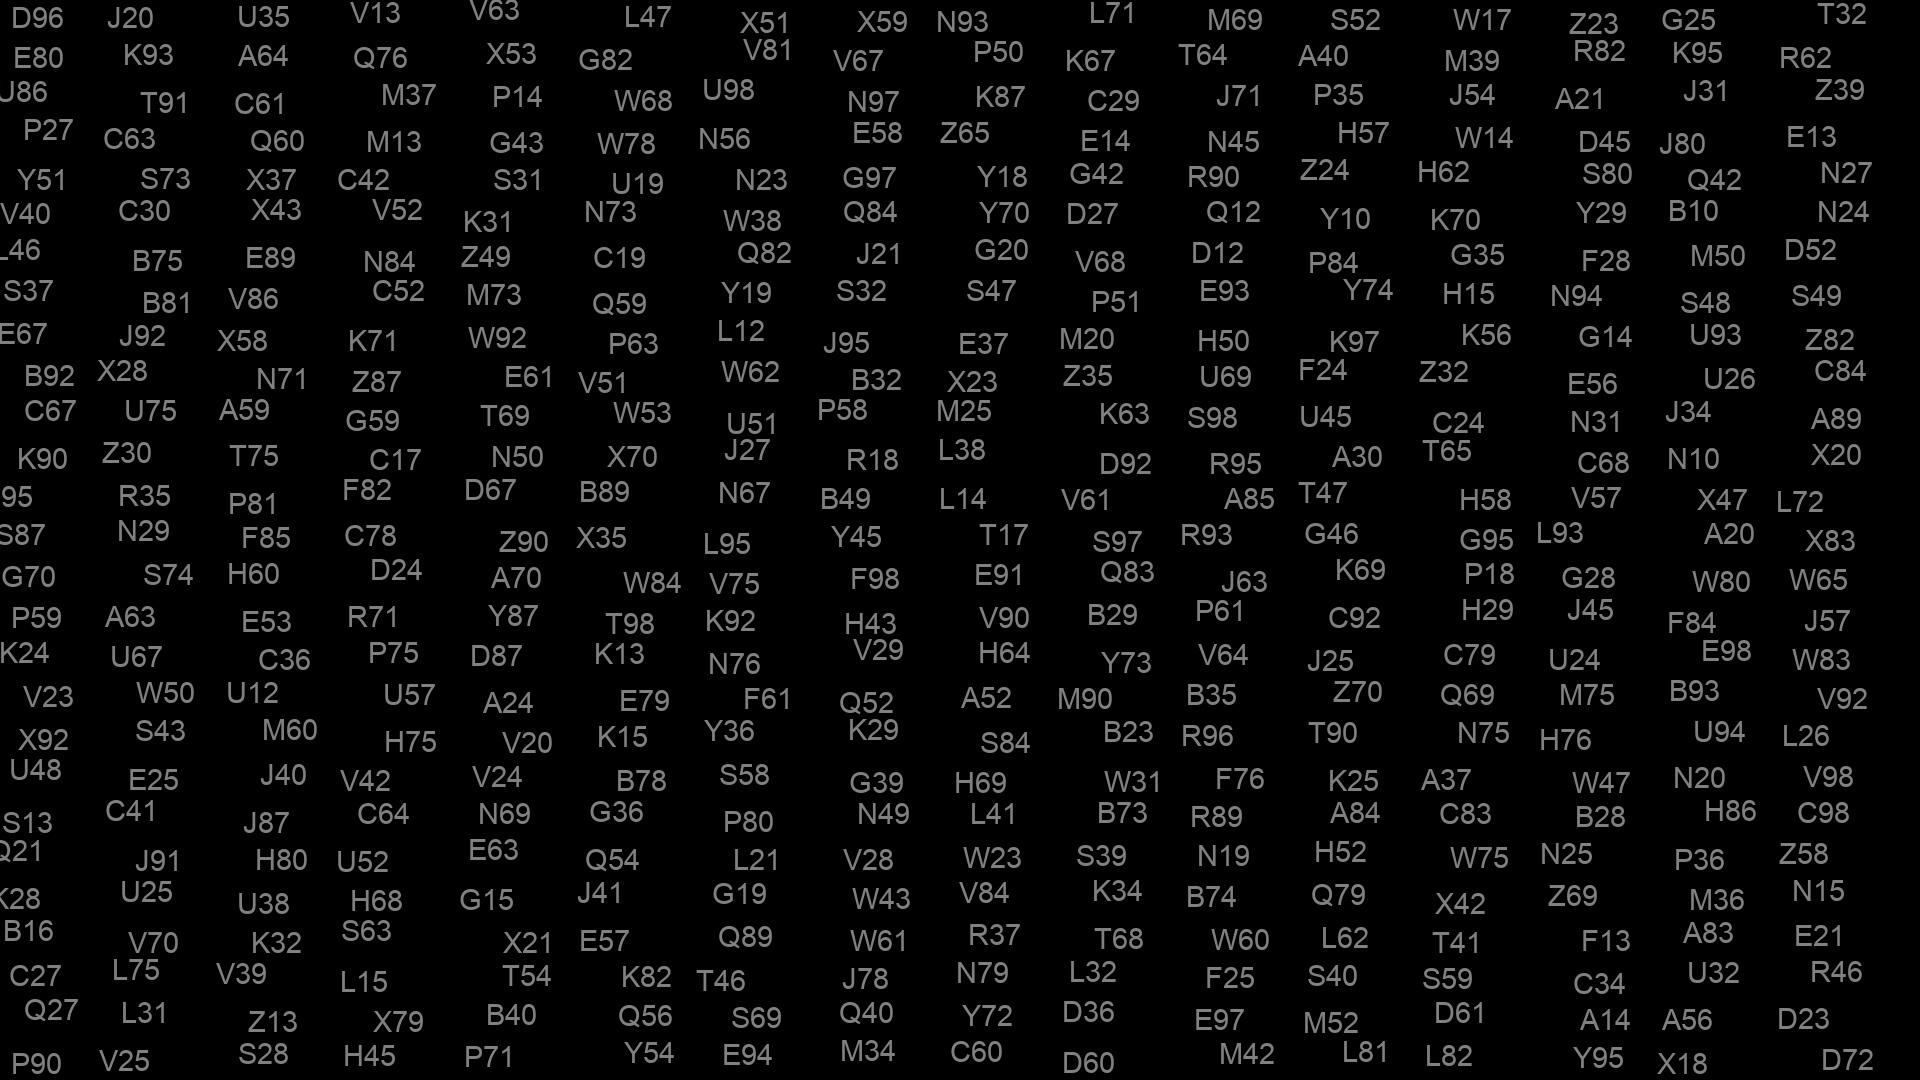 D96 J20 U35 V13 V63 L47 X51 X59 N93 L71 M69 S52 W17 Z23 G25 T32
E80 K93 A64 Q76 X53 G82 V81 V67 P50 K67 T64 A40 M39 R82 K95 R62
U86 T91 C61 M37 P14 W68 U98 N97 K87 C29 J71 P35 J54 A21 J31 Z39
P27 C63 Q60 M13 G43 W78 N56 E58 Z65 E14 N45 H57 W14 D45 J80 E13
Y51 S73 X37 C42 S31 U19 N23 G97 Y18 G42 R90 Z24 H62 S80 Q42 N27
V40 C30 X43 V52 K31 N73 W38 Q84 Y70 D27 Q12 Y10 K70 Y29 B10 N24
L46 B75 E89 N84 Z49 C19 Q82 J21 G20 V68 D12 P84 G35 F28 M50 D52
S37 B81 V86 C52 M73 Q59 Y19 S32 S47 P51 E93 Y74 H15 N94 S48 S49
E67 J92 X58 K71 W92 P63 L12 J95 E37 M20 H50 K97 K56 G14 U93 Z82
B92 X28 N71 Z87 E61 V51 W62 B32 X23 Z35 U69 F24 Z32 E56 U26 C84
C67 U75 A59 G59 T69 W53 U51 P58 M25 K63 S98 U45 C24 N31 J34 A89
K90 Z30 T75 C17 N50 X70 J27 R18 L38 D92 R95 A30 T65 C68 N10 X20
95 R35 P81 F82 D67 B89 N67 B49 L14 V61 A85 T47 H58 V57 X47 L72
S87 N29 F85 C78 Z90 X35 L95 Y45 T17 S97 R93 G46 G95 L93 A20 X83
G70 S74 H60 D24 A70 W84 V75 F98 E91 Q83 J63 K69 P18 G28 W80 W65
P59 A63 E53 R71 Y87 T98 K92 H43 V90 B29 P61 C92 H29 J45 F84 J57
K24 U67 C36 P75 D87 K13 N76 V29 H64 Y73 V64 J25 C79 U24 E98 W83
V23 W50 U12 U57 A24 E79 F61 Q52 A52 M90 B35 Z70 Q69 M75 B93 V92
X92 S43 M60 H75 V20 K15 Y36 K29 S84 B23 R96 T90 N75 H76 U94 L26
U48 E25 J40 V42 V24 B78 S58 G39 H69 W31 F76 K25 A37 W47 N20 V98
S13 C41 J87 C64 N69 G36 P80 N49 L41 B73 R89 A84 C83 B28 H86 C98
Q21 J91 H80 U52 E63 Q54 L21 V28 W23 S39 N19 H52 W75 N25 P36 Z58
K28 U25 U38 H68 G15 J41 G19 W43 V84 K34 B74 Q79 X42 Z69 M36 N15
B16 V70 K32 S63 X21 E57 Q89 W61 R37 T68 W60 L62 T41 F13 A83 E21
C27 L75 V39 L15 T54 K82 T46 J78 N79 L32 F25 S40 S59 C34 U32 R46
Q27 L31 Z13 X79 B40 Q56 S69 Q40 Y72 D36 E97 M52 D61 A14 A56 D23
P90 V25 S28 H45 P71 Y54 E94 M34 C60 D60 M42 L81 L82 Y95 X18 D72